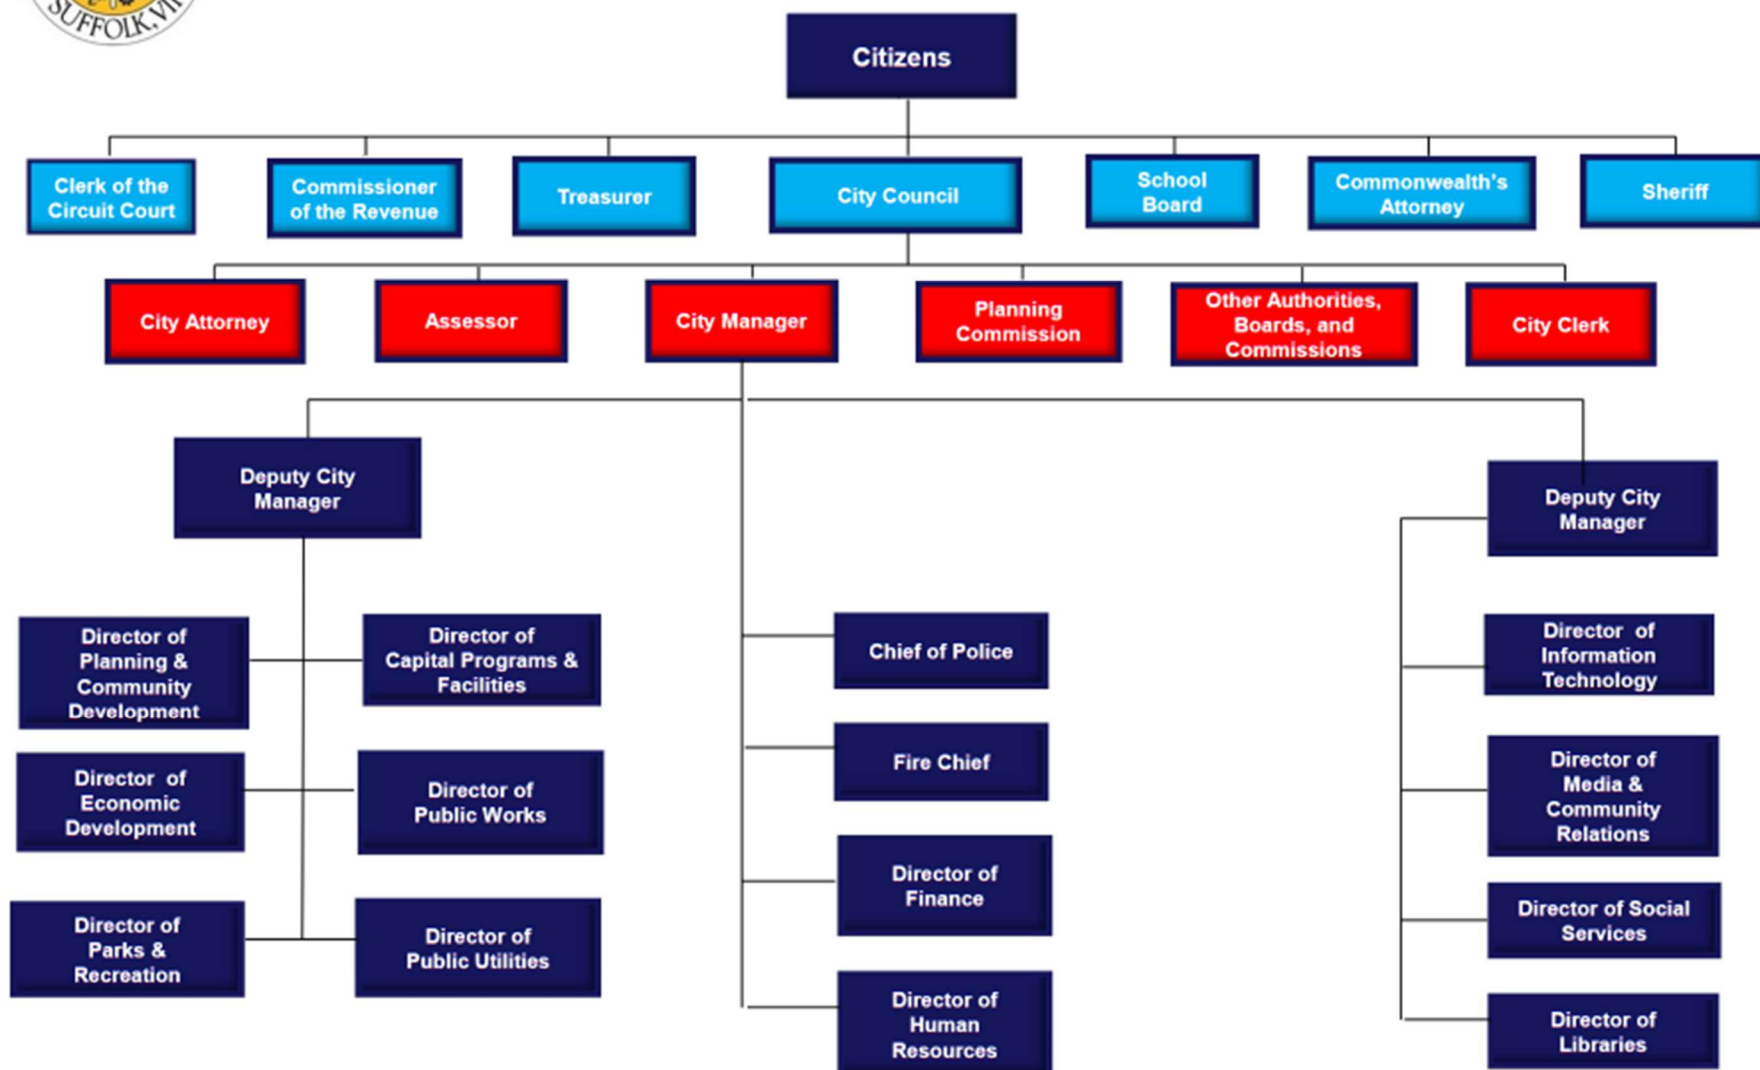 SUFFOLK,
Citizens
Clerk of the
Circuit Court
Commissioner
of the Revenue
Treasurer
City Council
School
Board
Commonwealth's
Attorney
Sheriff
City Attorney
Assessor
City Manager
Planning
Commission
Other Authorities,
Boards, and
Commissions
City Clerk
Deputy City
Manager
Deputy City
Manager
Director of
Planning &
Community
Development
Director of
Capital Programs &
Facilities
Chief of Police
Director of
Information
Technology
Director of
Economic
Development
Director of
Public Works
Fire Chief
Director of
Media &
Community
Relations
Director of
Parks &
Recreation
Director of
Public Utilities
Director of
Finance
Director of Social
Services
Director of
Human
Resources
Director of
Libraries